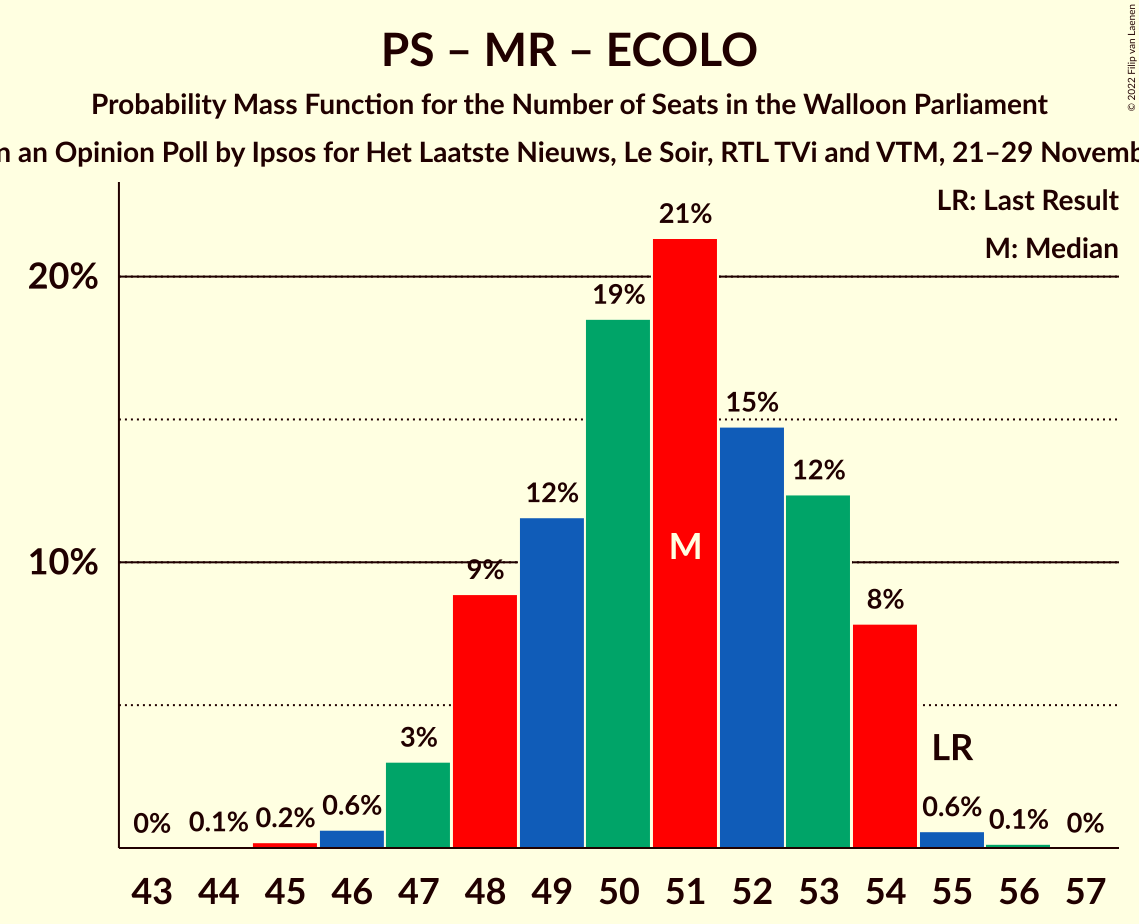 PS – MR – ECOLO
Probability Mass Function for the Number of Seats in the Walloon Parliament
an Opinion Poll by Ipsos for Het Laatste Nieuws, Le Soir, RTL TVi and VTM, 21–29
© 2022 Filip van Laenen
LR: Last Result
M: Median
20%
10%
0% 0.1% 0.2% 0.6% 3% 9% 12% 19% 21% 15% 12% 8% 0.6% 0.1% 0%
M
LR
43 44 45 46 47 48 49 50 51 52 53 54 55 56 57